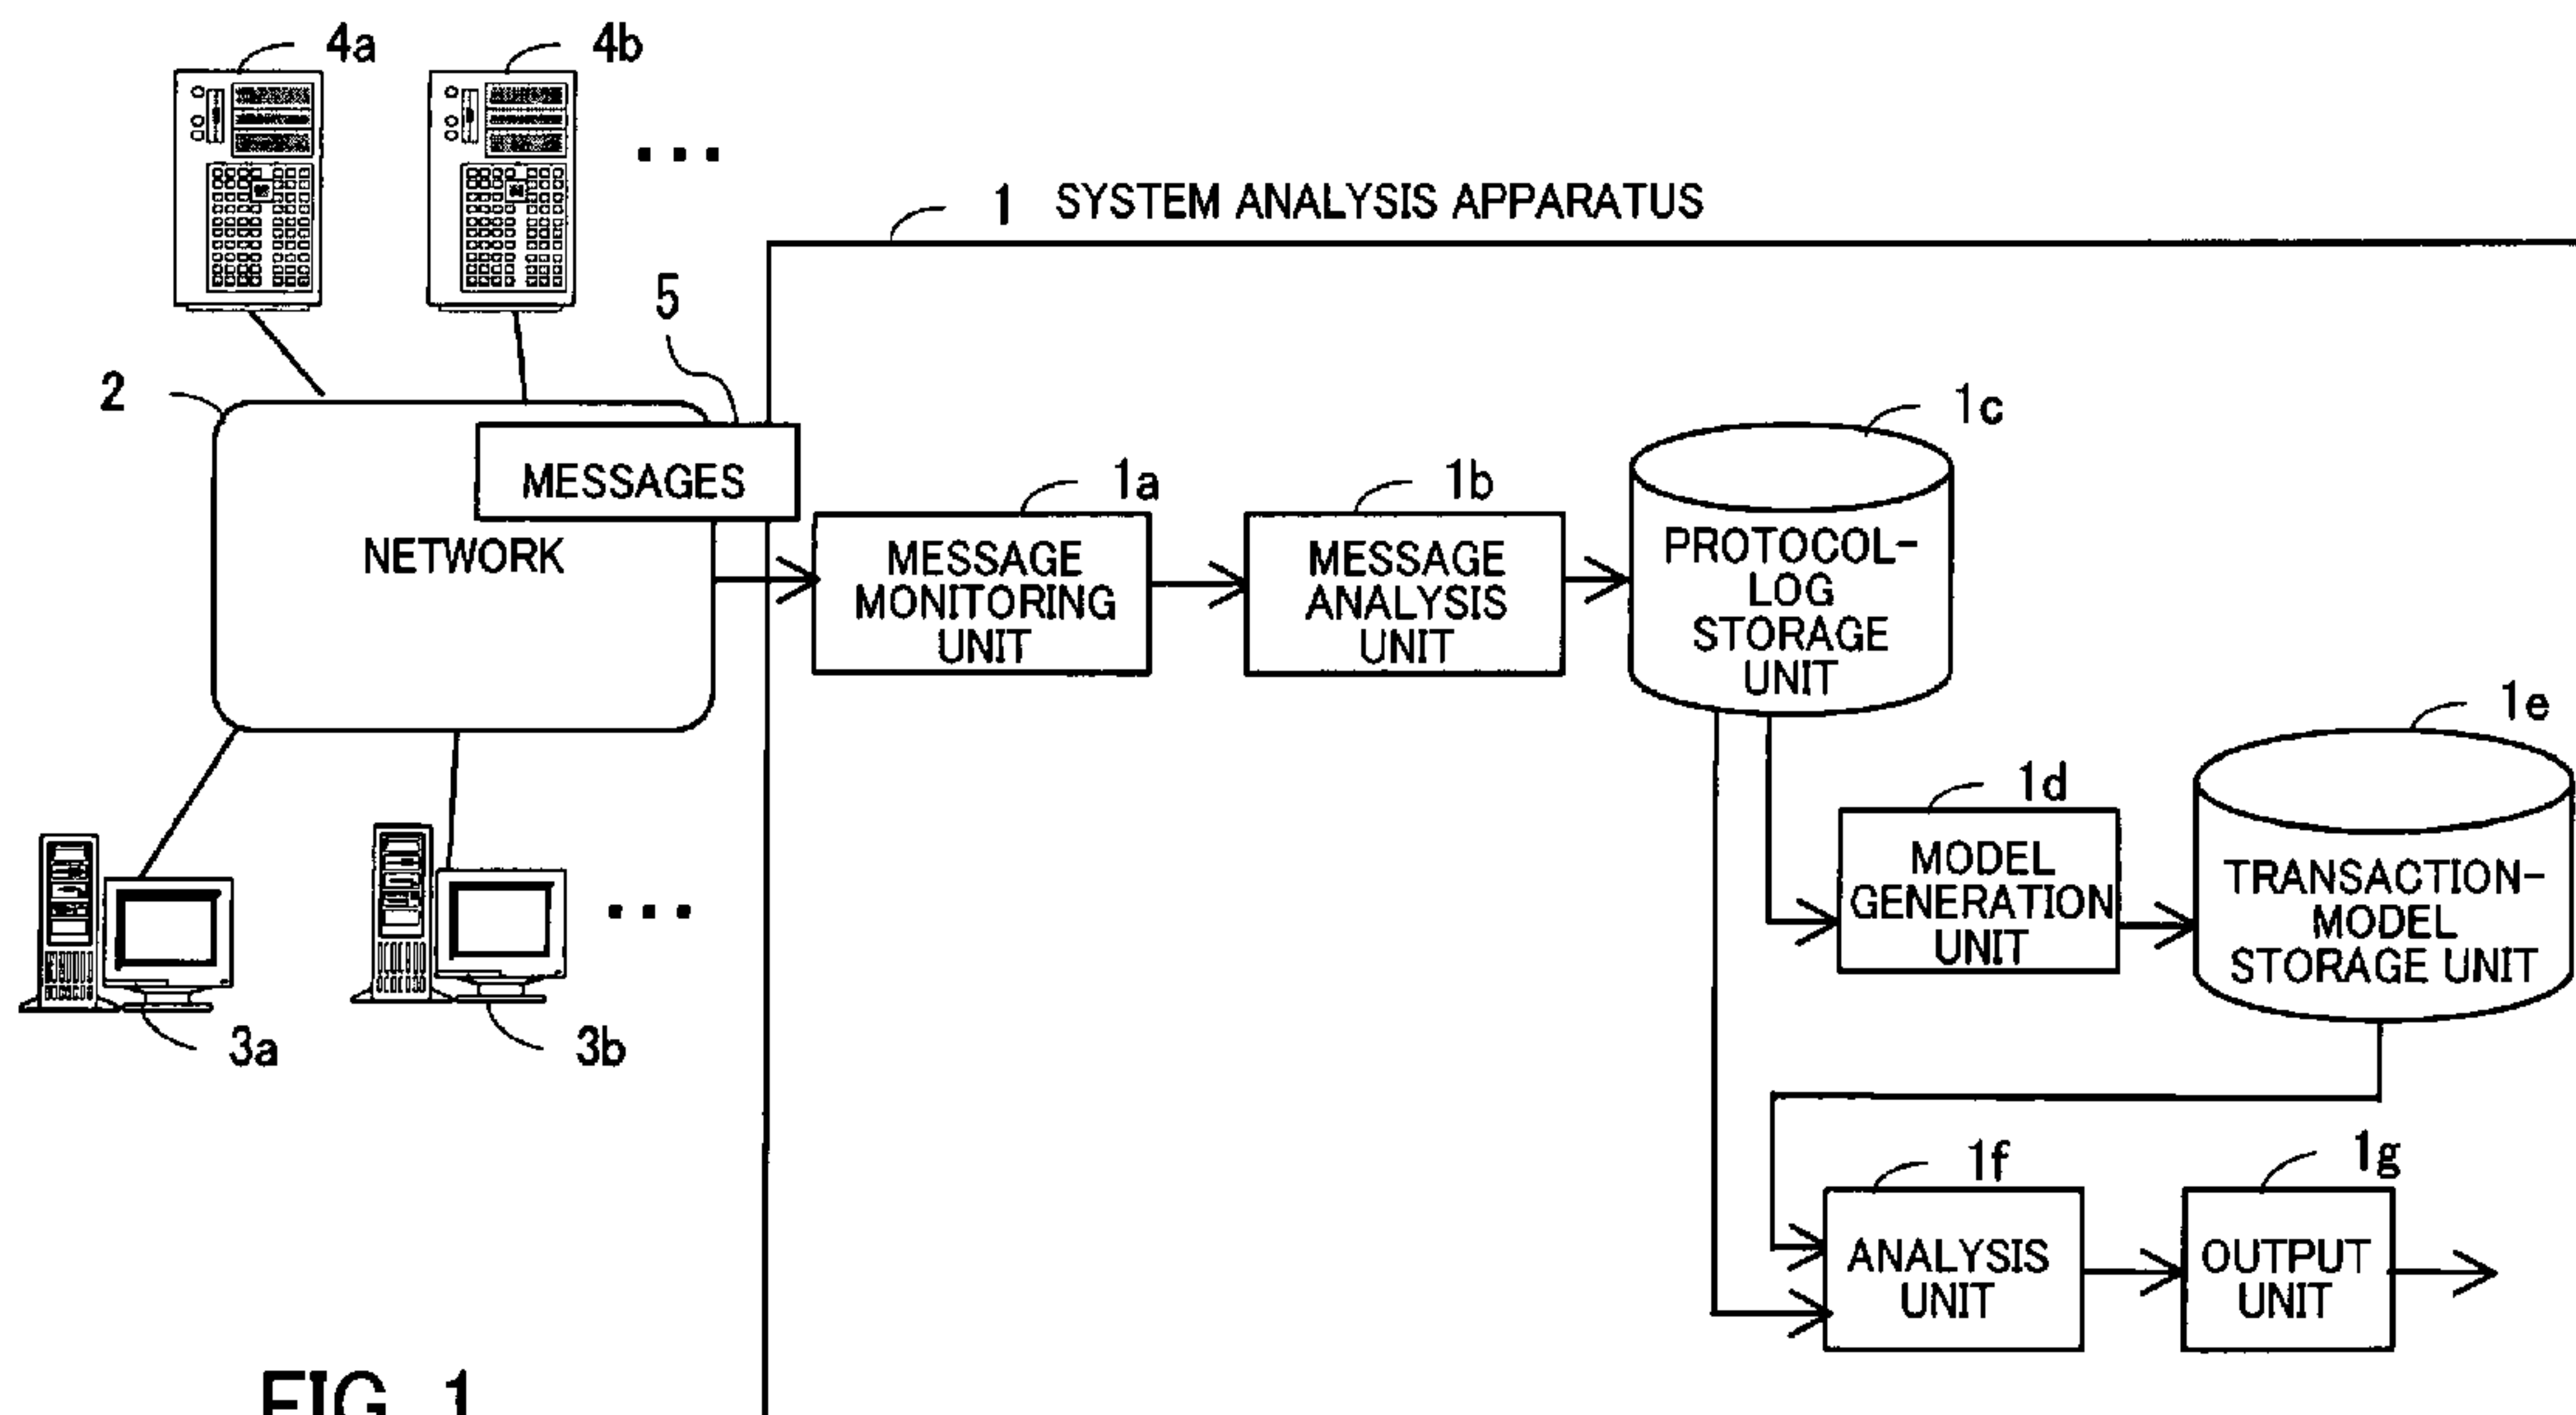 4a
4b
1 SYSTEM ANALYSIS APPARATUS
5
2
MESSAGES
NETWORK
1a
MESSAGE
MONITORING
UNIT
1b
MESSAGE
ANALYSIS
UNIT
1c
PROTOCOL-
LOG
STORAGE
UNIT
1d
MODEL
GENERATION
UNIT
1e
TRANSACTION-
MODEL
STORAGE UNIT
3a
3b
1f
ANALYSIS
UNIT
1g
OUTPUT
UNIT
FIG. 1